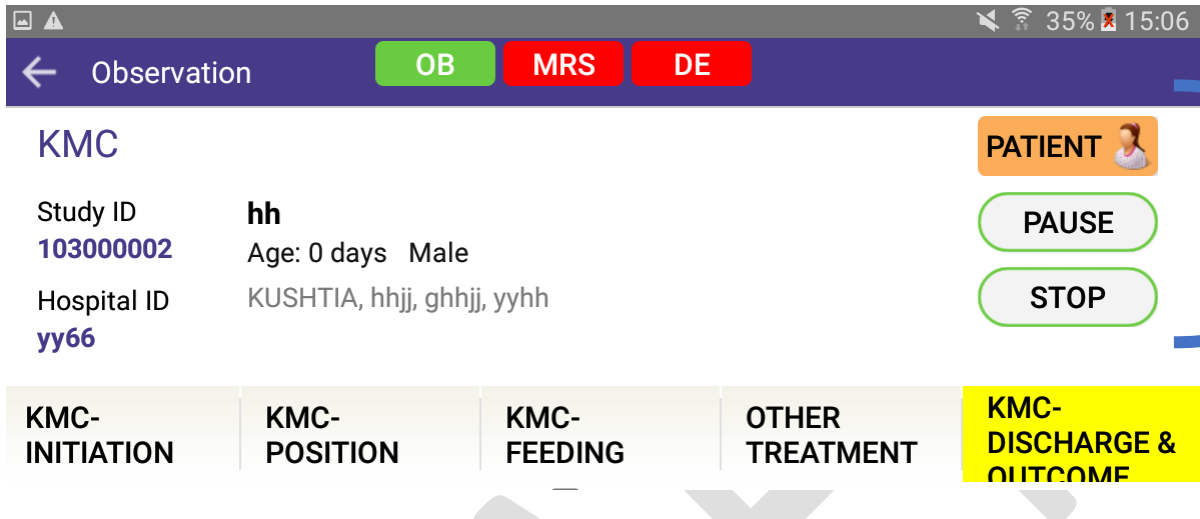 35% 15:06
Observation OB MRS DE
KMC
PATIENT
Study ID hh
103000002 Age: 0 days Male
PAUSE
Hospital ID KUSHTIA, hhjj, ghhjj, yyhh
yy66
STOP
KMC-
INITIATION
KMC-
POSITION
KMC-
FEEDING
OTHER
TREATMENT
KMC-
DISCHARGE &
OUTCOME